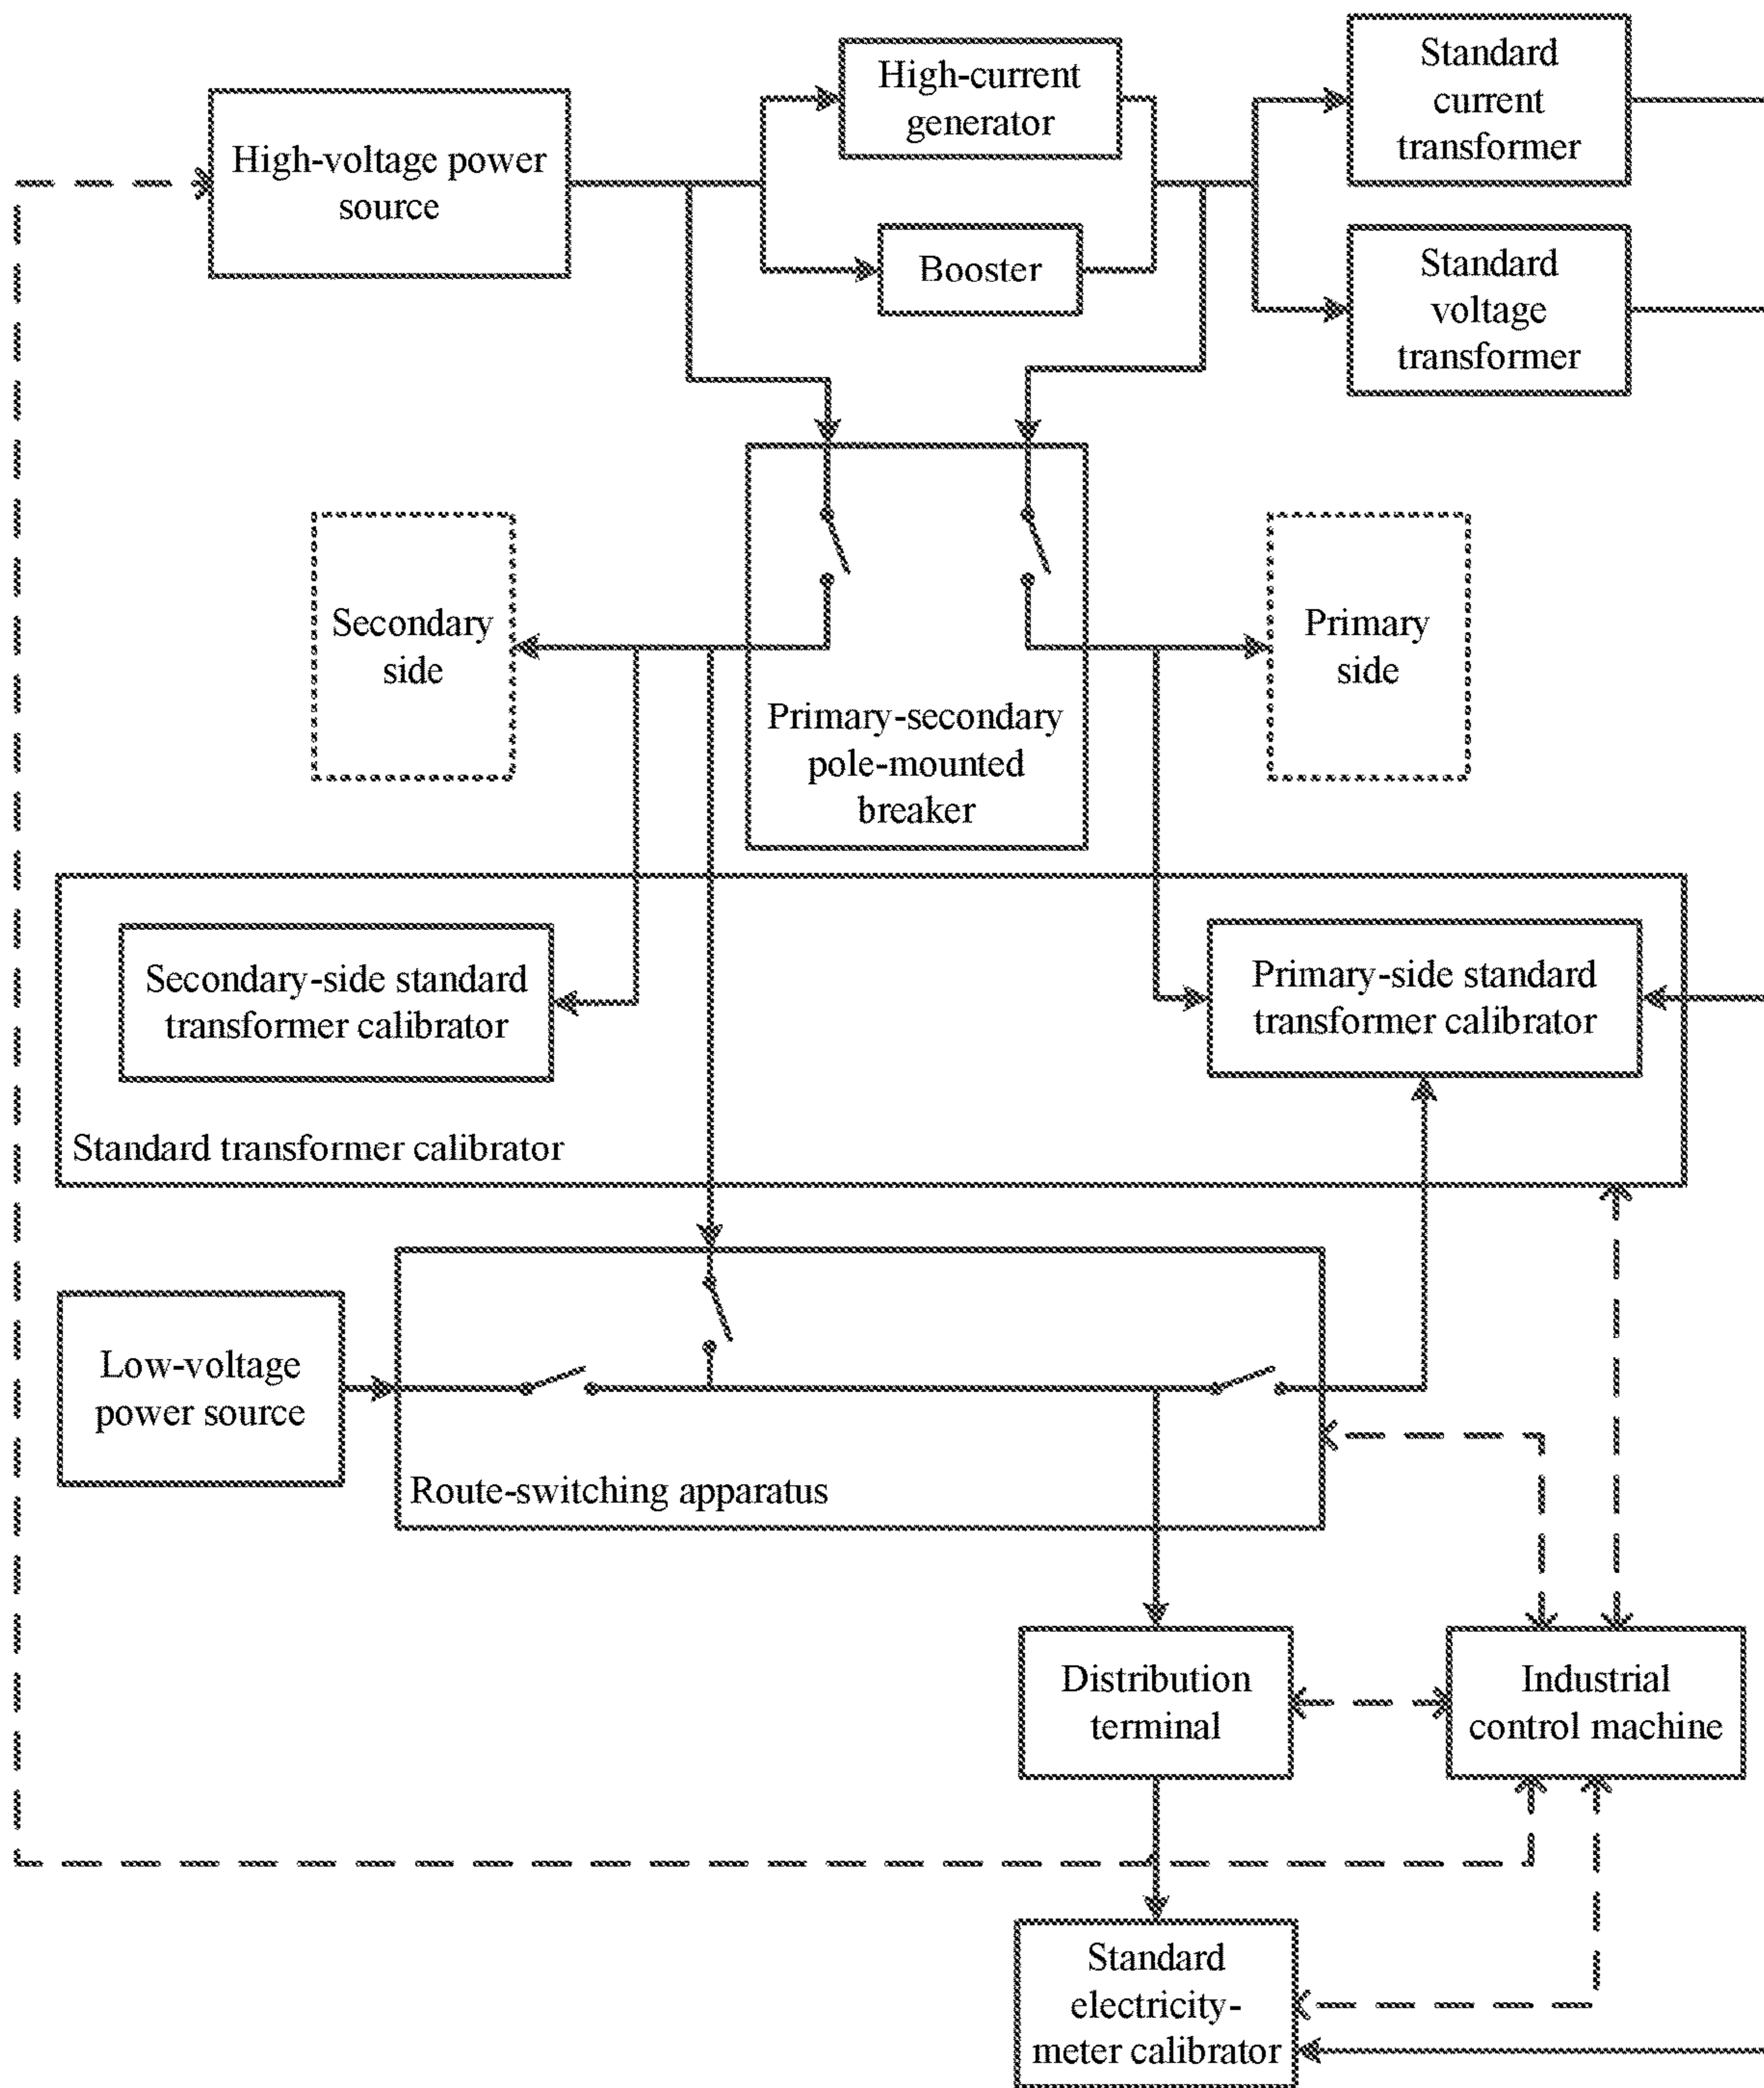 High-voltage power
source
High-current
generator
Booster
Standard
current
transformer
Standard
voltage
transformer
Secondary
side
Primary-secondary
pole-mounted
breaker
Primary
side
Secondary-side standard
transformer calibrator
Primary-side standard
transformer calibrator
Standard transformer calibrator
Low-voltage
power source
Route-switching apparatus
Distribution
terminal
Industrial
control machine
Standard
electricity-
meter calibrator